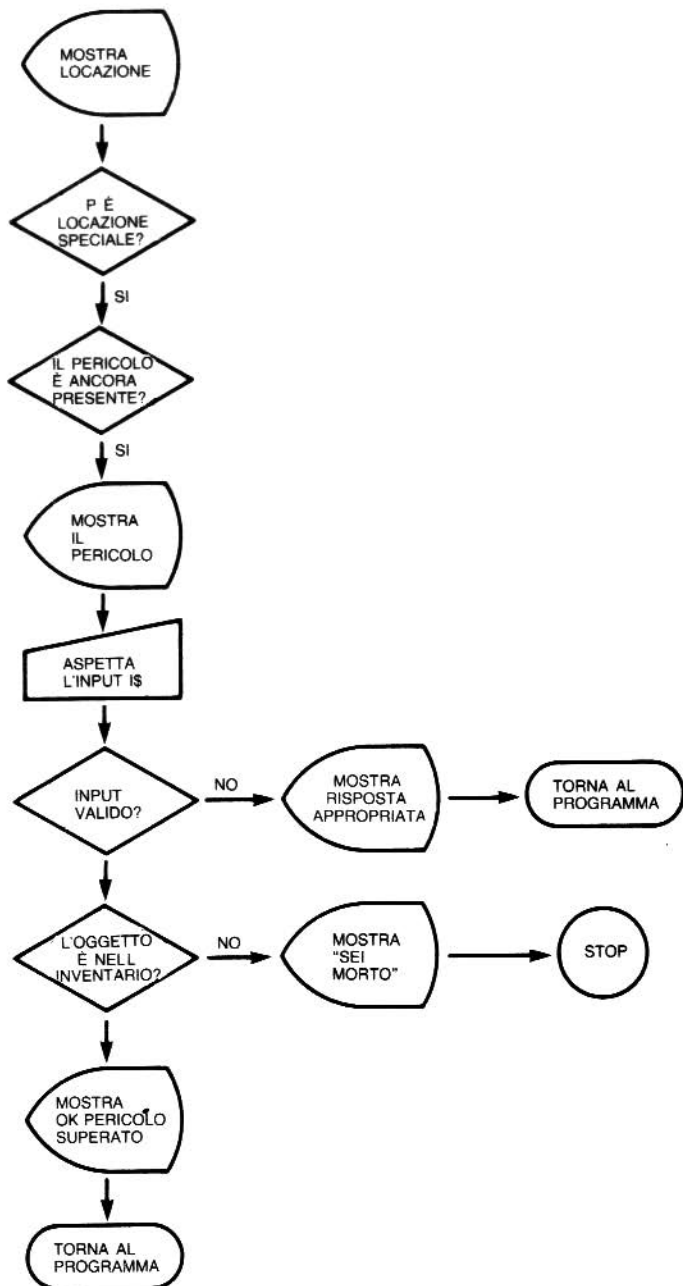 MOSTRA
LOCAZIONE
P È
LOCAZIONE
SPECIALE?
SI
IL PERICOLO
È ANCORA
PRESENTE?
SI
MOSTRA
IL
PERICOLO
ASPETTA
L'INPUT I$
INPUT
VALIDO?
NO
MOSTRA
RISPOSTA
APPROPRIATA
TORNA AL
PROGRAMMA
L'OGGETTO
È NELL
INVENTARIO?
NO
MOSTRA
"SEI
MORTO"
STOP
MOSTRA
OK PERICOLO
SUPERATO
TORNA AL
PROGRAMMA